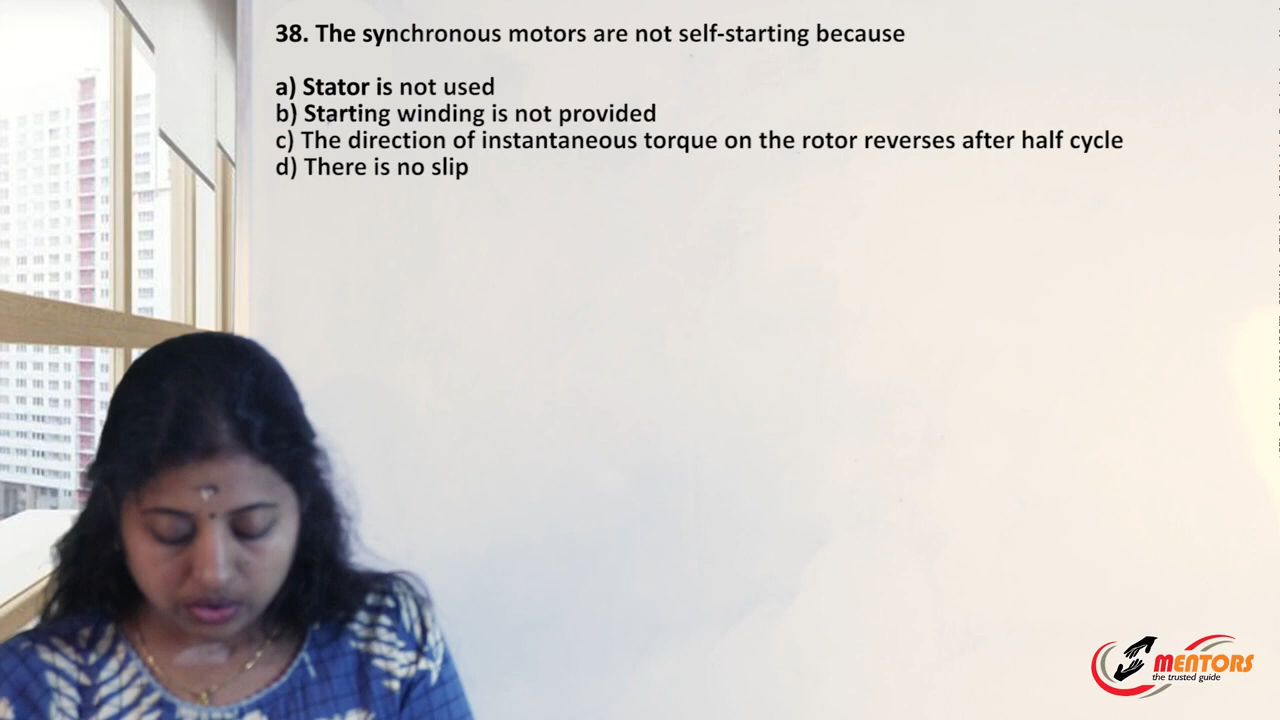 38. The synchronous motors are not self-starting because
a) Stator is not used
b) Starting winding is not provided
c) The direction of instantaneous torque on the rotor reverses after half cycle
d) There is no slip
MENTORS
the trusted guide